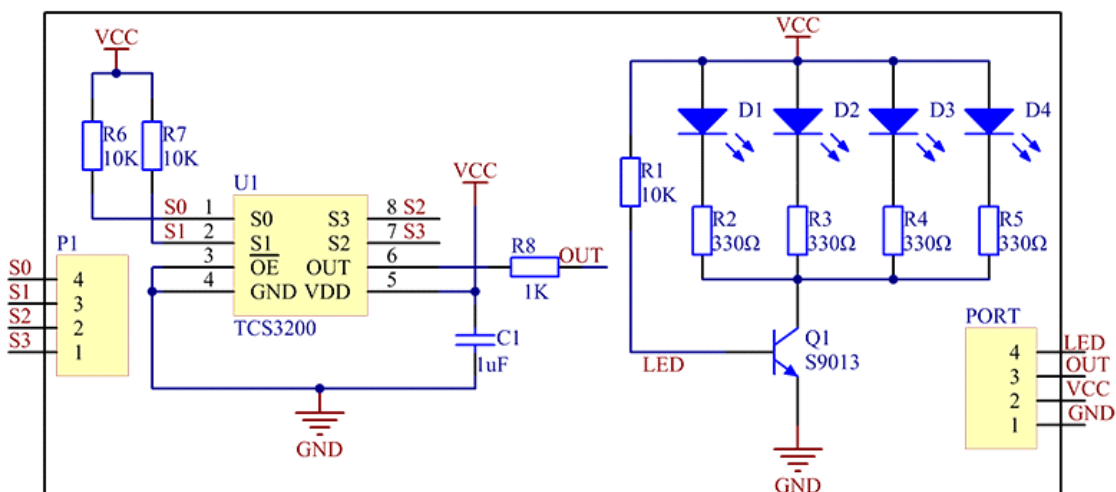 VCC
R6
10K
R7
10K
U1
S0 1 S0 S3 8 S2
S1 2 S1 S2 7 S3
3 OE OUT 6
4 GND VDD 5
TCS3200
VCC
R8
1K
OUT
C1
1uF
GND
P1
S0 4
S1 3
S2 2
S3 1
VCC
D1
D2
D3
D4
R1
10K
R2
330Ω
R3
330Ω
R4
330Ω
R5
330Ω
LED
Q1
S9013
GND
PORT
4 LED
3 OUT
2 VCC
1 GND